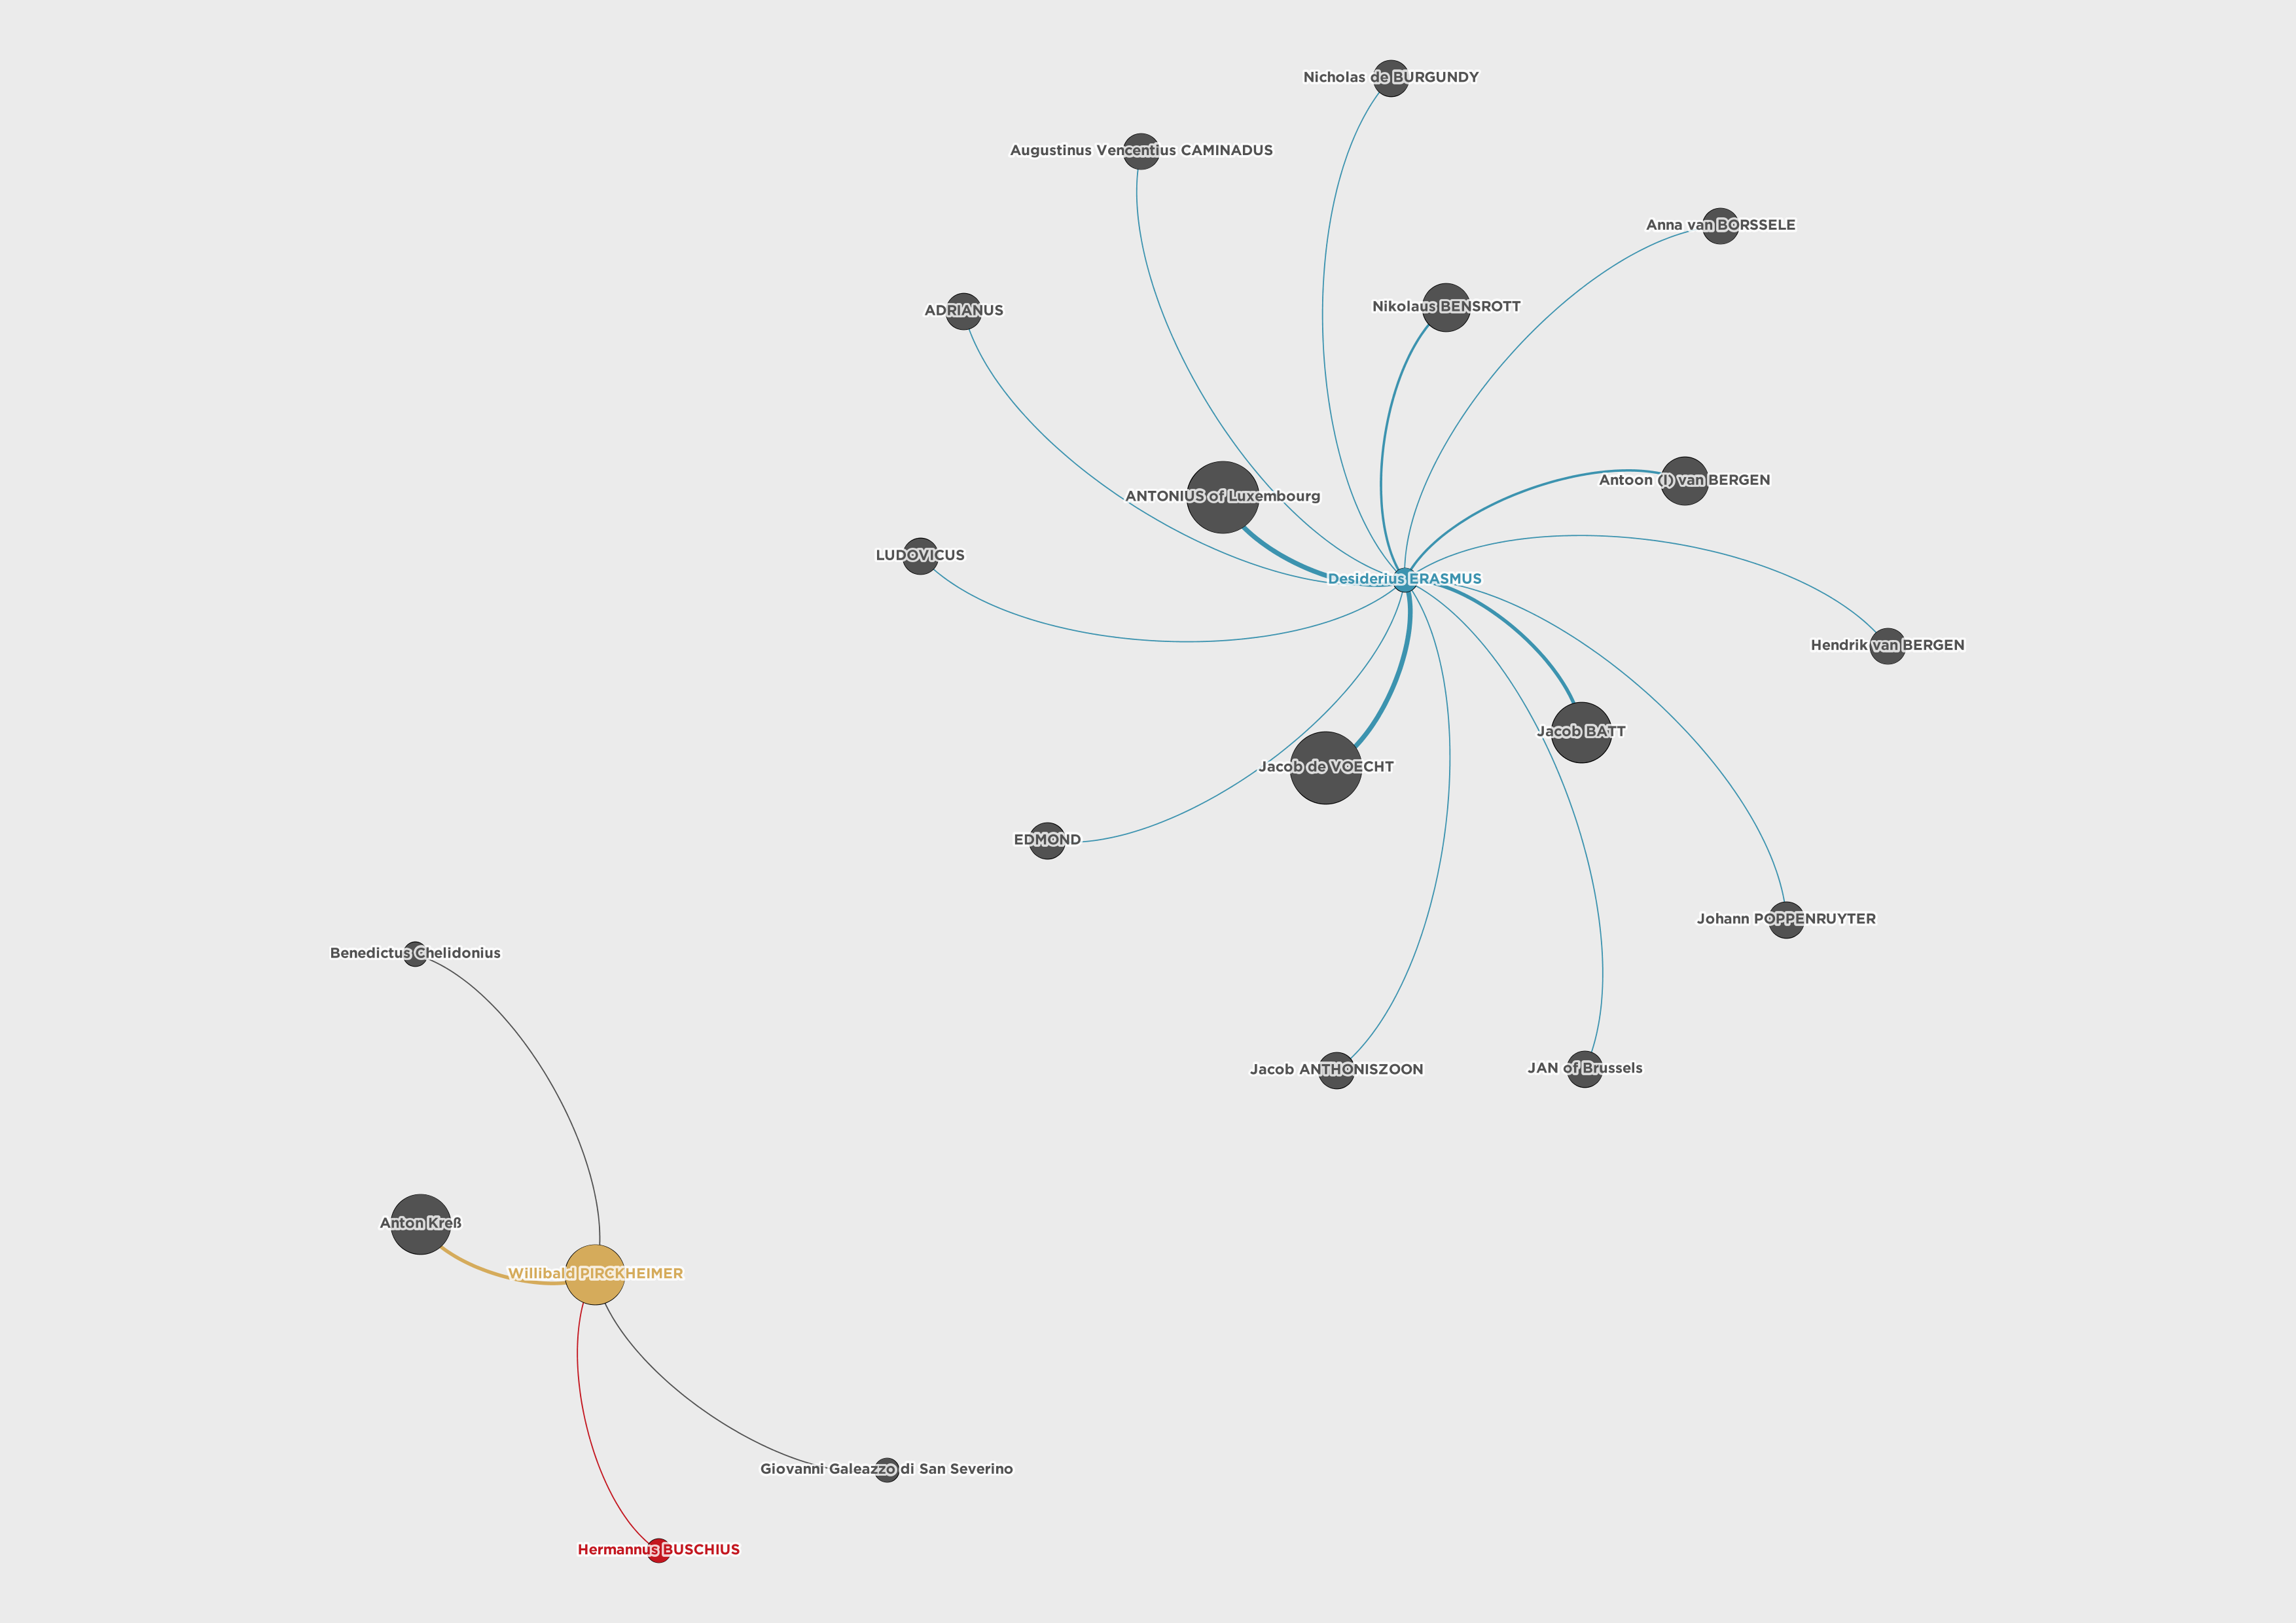 Nicholas de BURGUNDY
Augustinus Vencentius CAMINADUS
Anna van BORSSELE
Nikolaus BENSROTT
ADRIANUS
Antoon (I) van BERGEN
ANTONIUS of Luxembourg
LUDOVICUS
Desiderius ERASMUS
Hendrik van BERGEN
Jacob BATT
Jacob de VOECHT
EDMOND
Johann POPPENRUYTER
Benedictus Chelidonius
Jacob ANTHONISZOON
JAN of Brussels
Anton Kreß
Willibald PIRCKHEIMER
Giovanni Galeazzo di San Severino
Hermannus BUSCHIUS